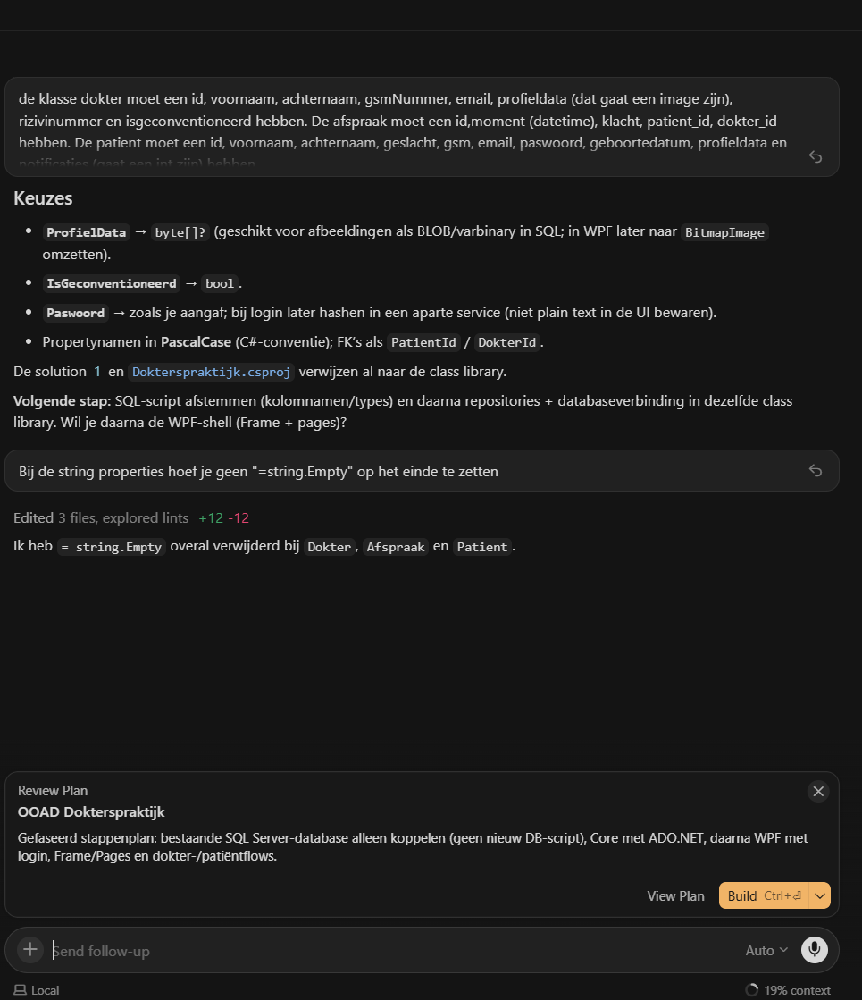 de klasse dokter moet een id, voornaam, achternaam, gsmNummer, email, profieldata (dat gaat een image zijn),
rizivinummer en isgeconventioneerd hebben. De afspraak moet een id,moment (datetime), klacht, patient_id, dokter_id
hebben. De patient moet een id, voornaam, achternaam, geslacht, gsm, email, paswoord, geboortedatum, profieldata en
notificaties (gaat een int zijn) hebben
Keuzes
• ProfielData → byte[]? (geschikt voor afbeeldingen als BLOB/varbinary in SQL; in WPF later naar BitmapImage
omzetten).
• IsGeconventioneerd → bool.
• Paswoord → zoals je aangaf; bij login later hashen in een aparte service (niet plain text in de UI bewaren).
• Propertynamen in PascalCase (C#-conventie); FK's als PatientId / DokterId.
De solution 1 en Dokterspraktijk.csproj verwijzen al naar de class library.
Volgende stap: SQL-script afstemmen (kolomnamen/types) en daarna repositories + databaseverbinding in dezelfde class
library. Wil je daarna de WPF-shell (Frame + pages)?
Bij de string properties hoef je geen "=string.Empty" op het einde te zetten
Edited 3 files, explored lints +12 -12
Ik heb = string.Empty overal verwijderd bij Dokter, Afspraak en Patient.
Review Plan
OOAD Dokterspraktijk
Gefaseerd stappenplan: bestaande SQL Server-database alleen koppelen (geen nieuw DB-script), Core met ADO.NET, daarna WPF met
login, Frame/Pages en dokter-/patiëntflows.
View Plan Build Ctrl+⏎
Send follow-up Auto
Local 19% context